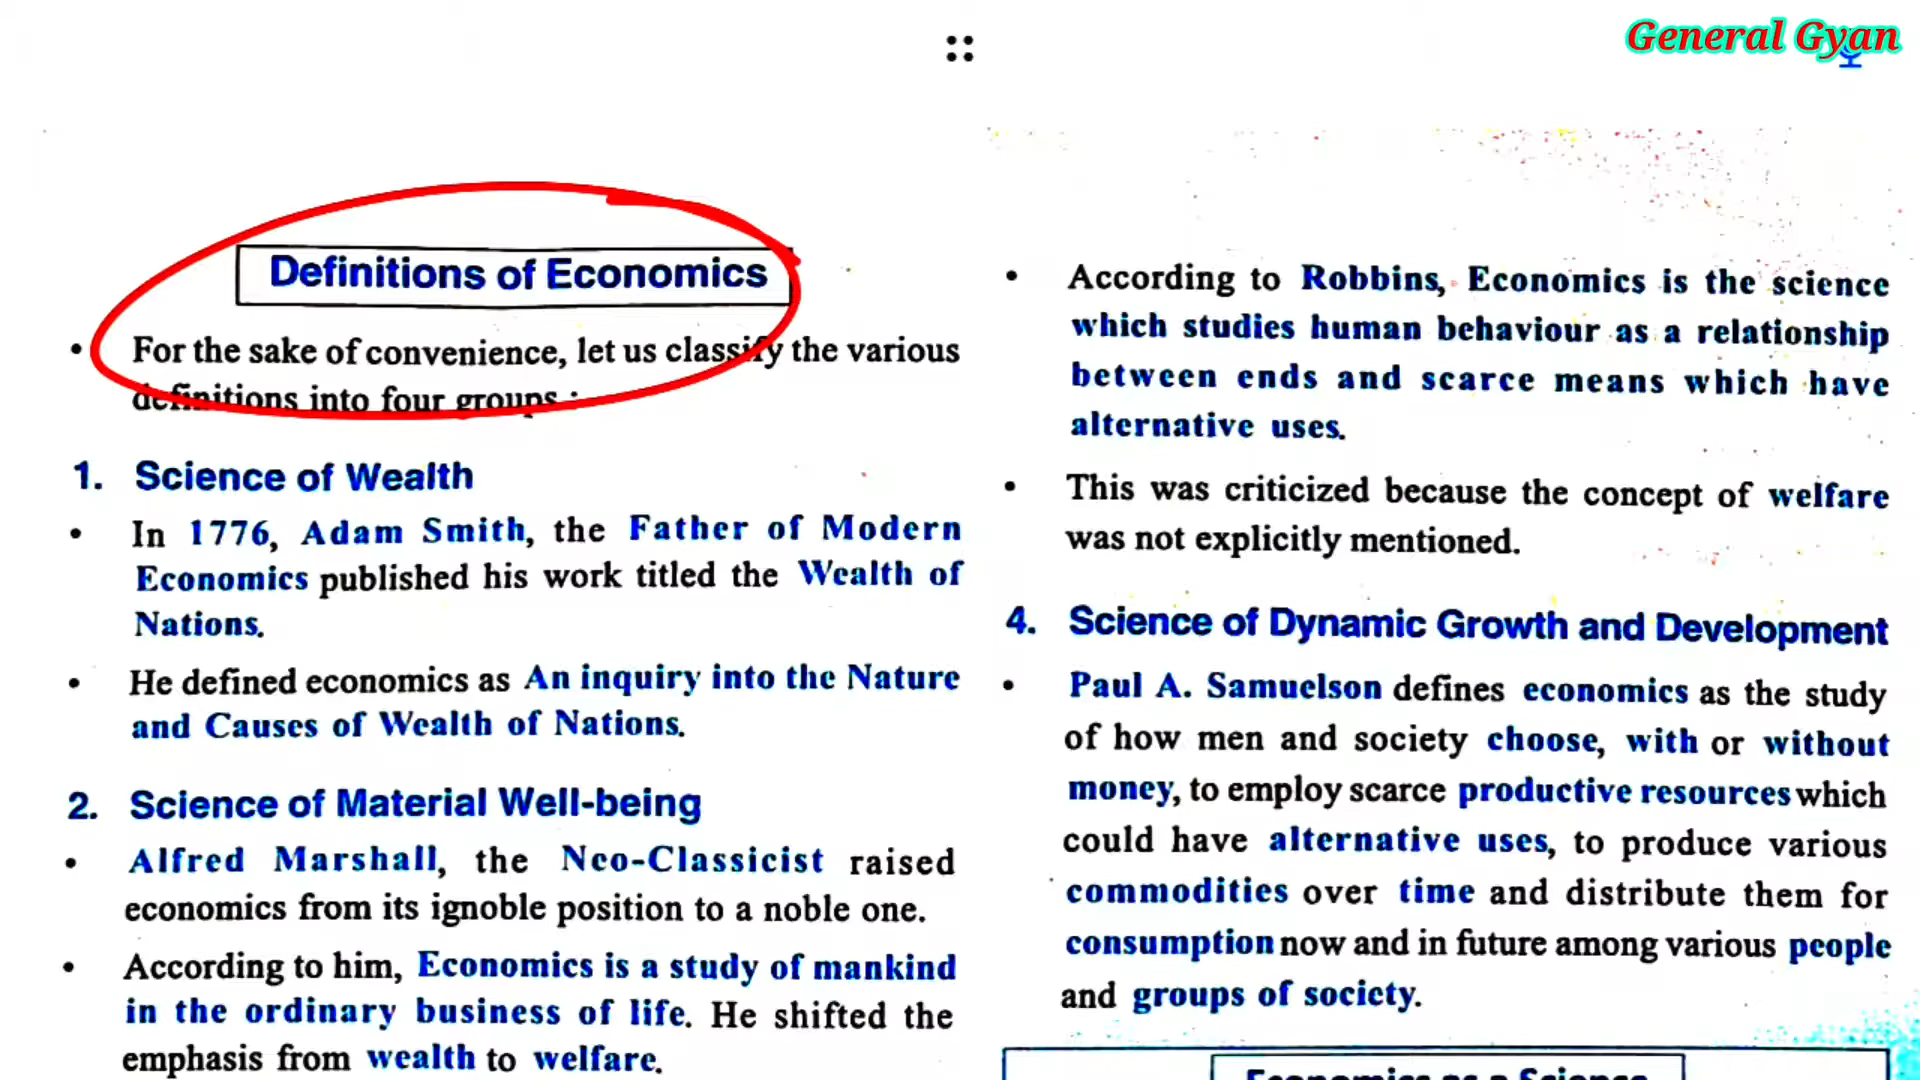 General Gyan
Definitions of Economics
• For the sake of convenience, let us classify the various
definitions into four groups :
1. Science of Wealth
• In 1776, Adam Smith, the Father of Modern
Economics published his work titled the Wealth of
Nations.
• He defined economics as An inquiry into the Nature
and Causes of Wealth of Nations.
2. Science of Material Well-being
• Alfred Marshall, the Neo-Classicist raised
economics from its ignoble position to a noble one.
• According to him, Economics is a study of mankind
in the ordinary business of life. He shifted the
emphasis from wealth to welfare.
• According to Robbins, Economics is the science
which studies human behaviour as a relationship
between ends and scarce means which have
alternative uses.
• This was criticized because the concept of welfare
was not explicitly mentioned.
4. Science of Dynamic Growth and Development
• Paul A. Samuelson defines economics as the study
of how men and society choose, with or without
money, to employ scarce productive resources which
could have alternative uses, to produce various
commodities over time and distribute them for
consumption now and in future among various people
and groups of society.
Economics as a Science